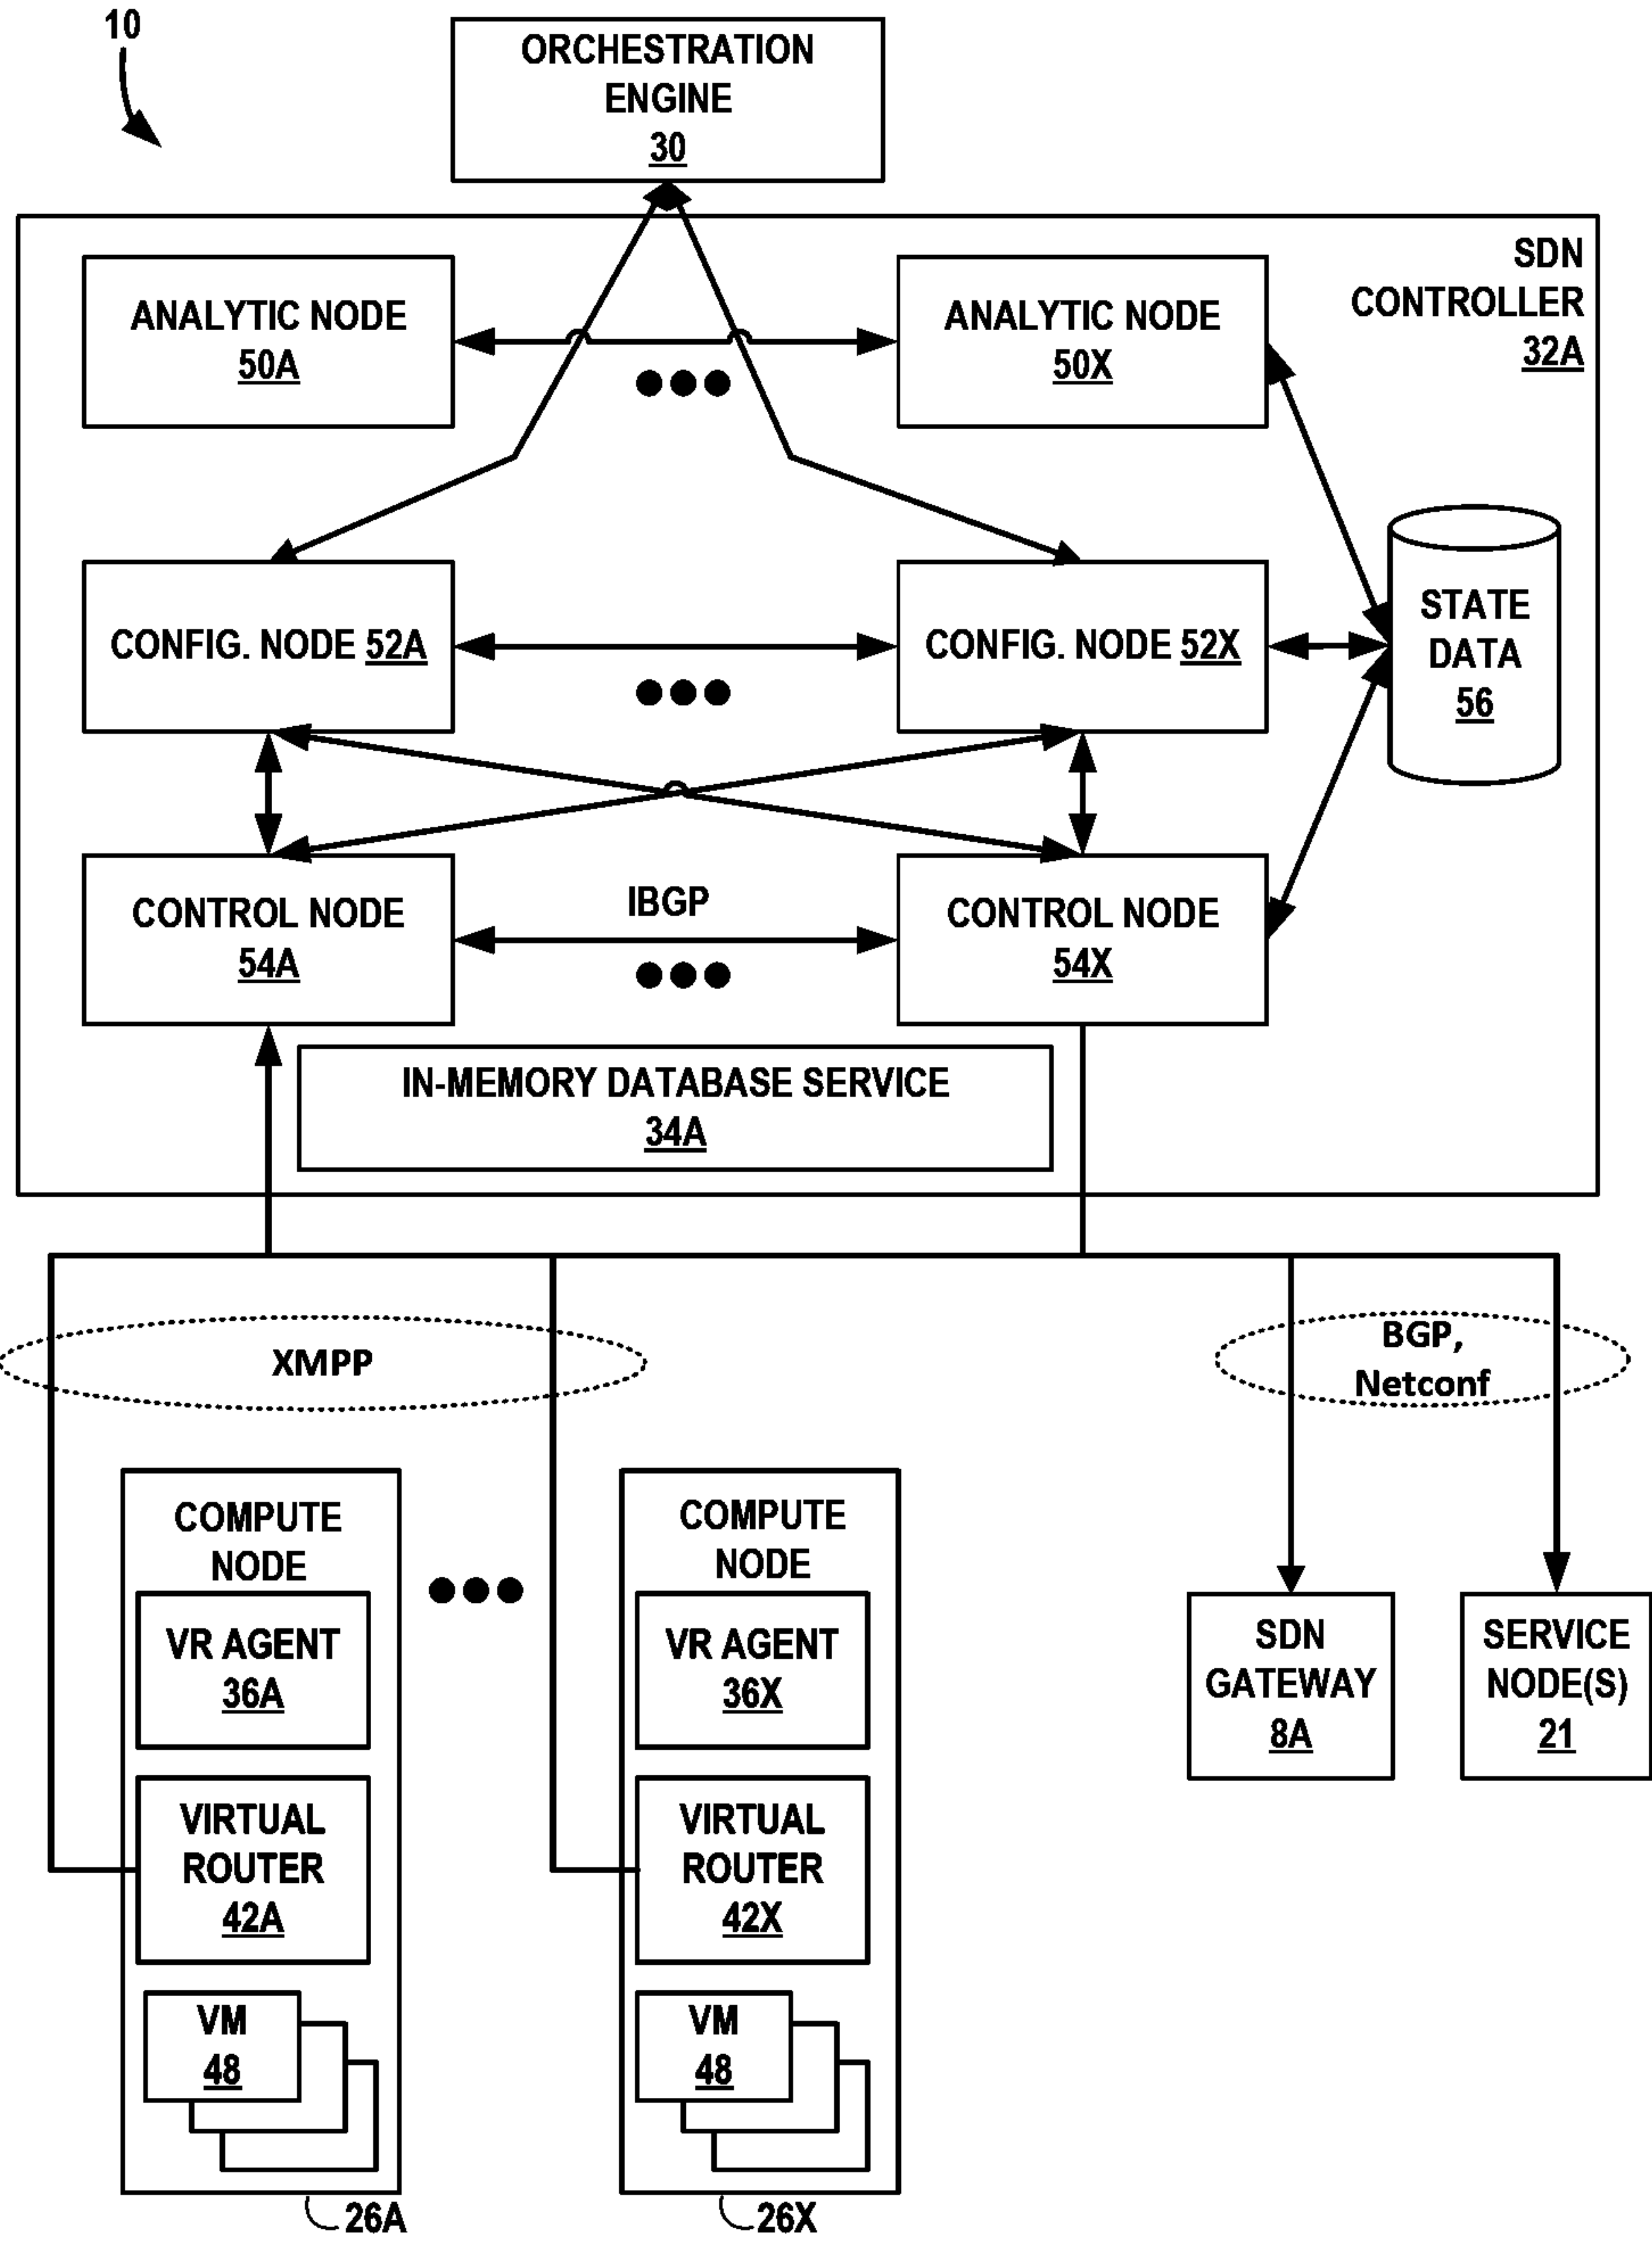 10
ORCHESTRATION
ENGINE
30
SDN
CONTROLLER
32A
ANALYTIC NODE
50A
ANALYTIC NODE
50X
CONFIG. NODE 52A
CONFIG. NODE 52X
STATE
DATA
56
CONTROL NODE
54A
IBGP
CONTROL NODE
54X
IN-MEMORY DATABASE SERVICE
34A
XMPP
BGP,
Netconf
COMPUTE
NODE
VR AGENT
36A
VIRTUAL
ROUTER
42A
VM
48
26A
COMPUTE
NODE
VR AGENT
36X
VIRTUAL
ROUTER
42X
VM
48
26X
SDN
GATEWAY
8A
SERVICE
NODE(S)
21